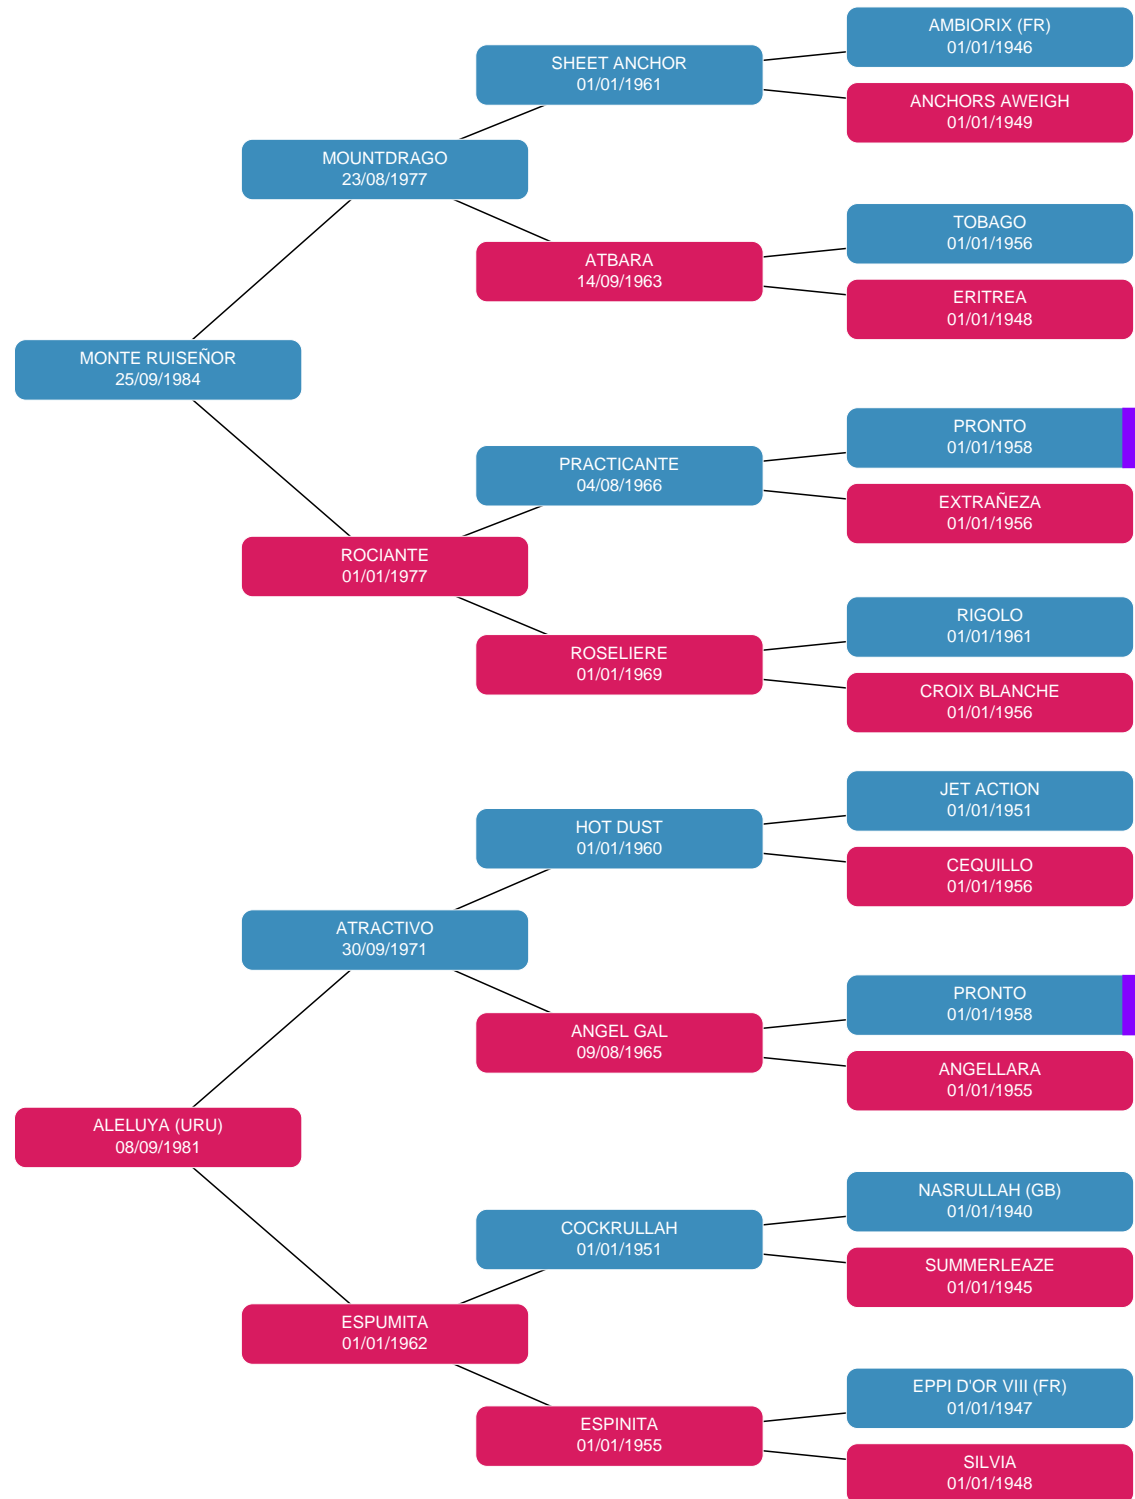 AMBIORIX (FR)
01/01/1946
SHEET ANCHOR
01/01/1961
ANCHORS AWEIGH
01/01/1949
MOUNTDRAGO
23/08/1977
TOBAGO
01/01/1956
ATBARA
14/09/1963
ERITREA
01/01/1948
MONTE RUISEÑOR
25/09/1984
PRONTO
01/01/1958
PRACTICANTE
04/08/1966
EXTRAÑEZA
01/01/1956
ROCIANTE
01/01/1977
RIGOLO
01/01/1961
ROSELIERE
01/01/1969
CROIX BLANCHE
01/01/1956
JET ACTION
01/01/1951
HOT DUST
01/01/1960
CEQUILLO
01/01/1956
ATRACTIVO
30/09/1971
PRONTO
01/01/1958
ANGEL GAL
09/08/1965
ANGELLARA
01/01/1955
ALELUYA (URU)
08/09/1981
NASRULLAH (GB)
01/01/1940
COCKRULLAH
01/01/1951
SUMMERLEAZE
01/01/1945
ESPUMITA
01/01/1962
EPPI D'OR VIII (FR)
01/01/1947
ESPINITA
01/01/1955
SILVIA
01/01/1948